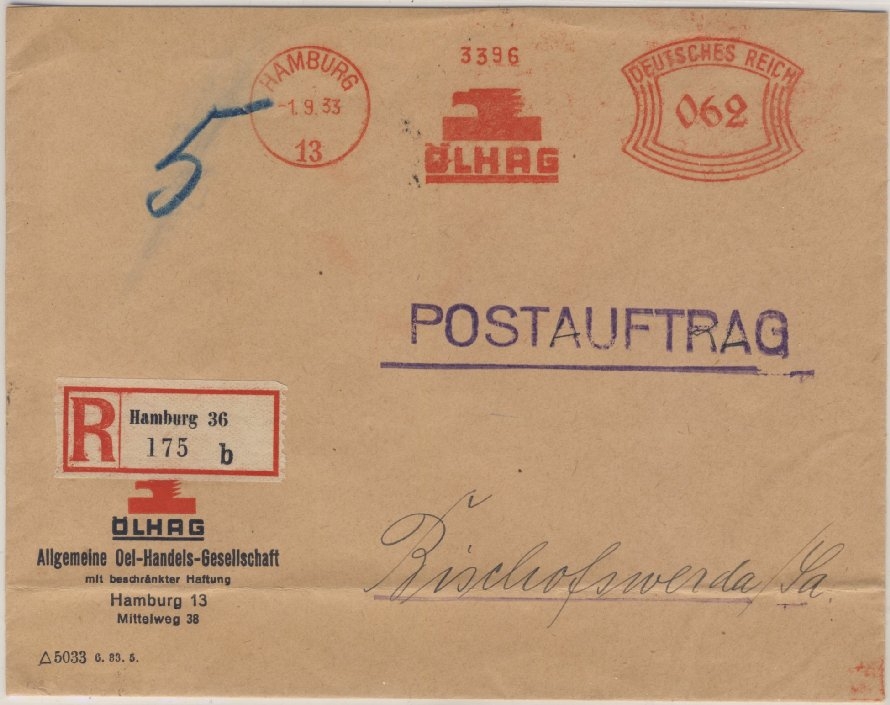 HAMBURG
-1.9.33
13
3396
ÖLHAG
DEUTSCHES REICH
062
5
POSTAUFTRAG
R
Hamburg 36
175 b
ÖLHAG
Allgemeine Oel-Handels-Gesellschaft
mit beschränkter Haftung
Hamburg 13
Mittelweg 38
Bischofswerda/Sa.
△5033 6. 33. 5.